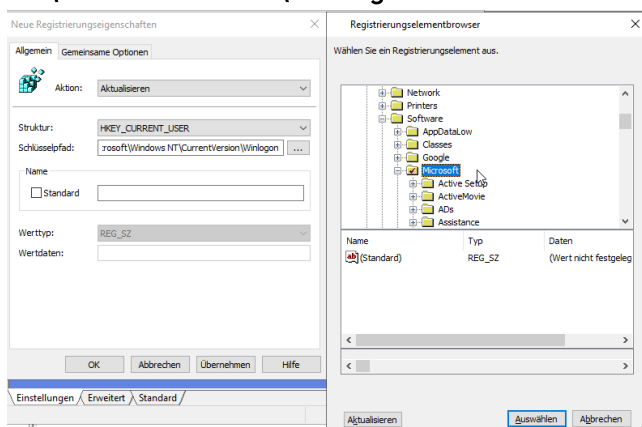 Neue Registrierungseigenschaften
Allgemein Gemeinsame Optionen
Aktion: Aktualisieren
Struktur: HKEY_CURRENT_USER
Schlüsselpfad: :rosoft\Windows NT\CurrentVersion\Winlogon ...
Name
Standard
Werttyp: REG_SZ
Wertdaten:
OK Abbrechen Übernehmen Hilfe
Einstellungen Erweitert Standard
Registrierungselementbrowser
Wählen Sie ein Registrierungselement aus.
Network
Printers
Software
AppDataLow
Classes
Google
Microsoft
Active Setup
ActiveMovie
ADs
Assistance
Name Typ Daten
ab (Standard) REG_SZ (Wert nicht festgeleg
Aktualisieren Auswählen Abbrechen